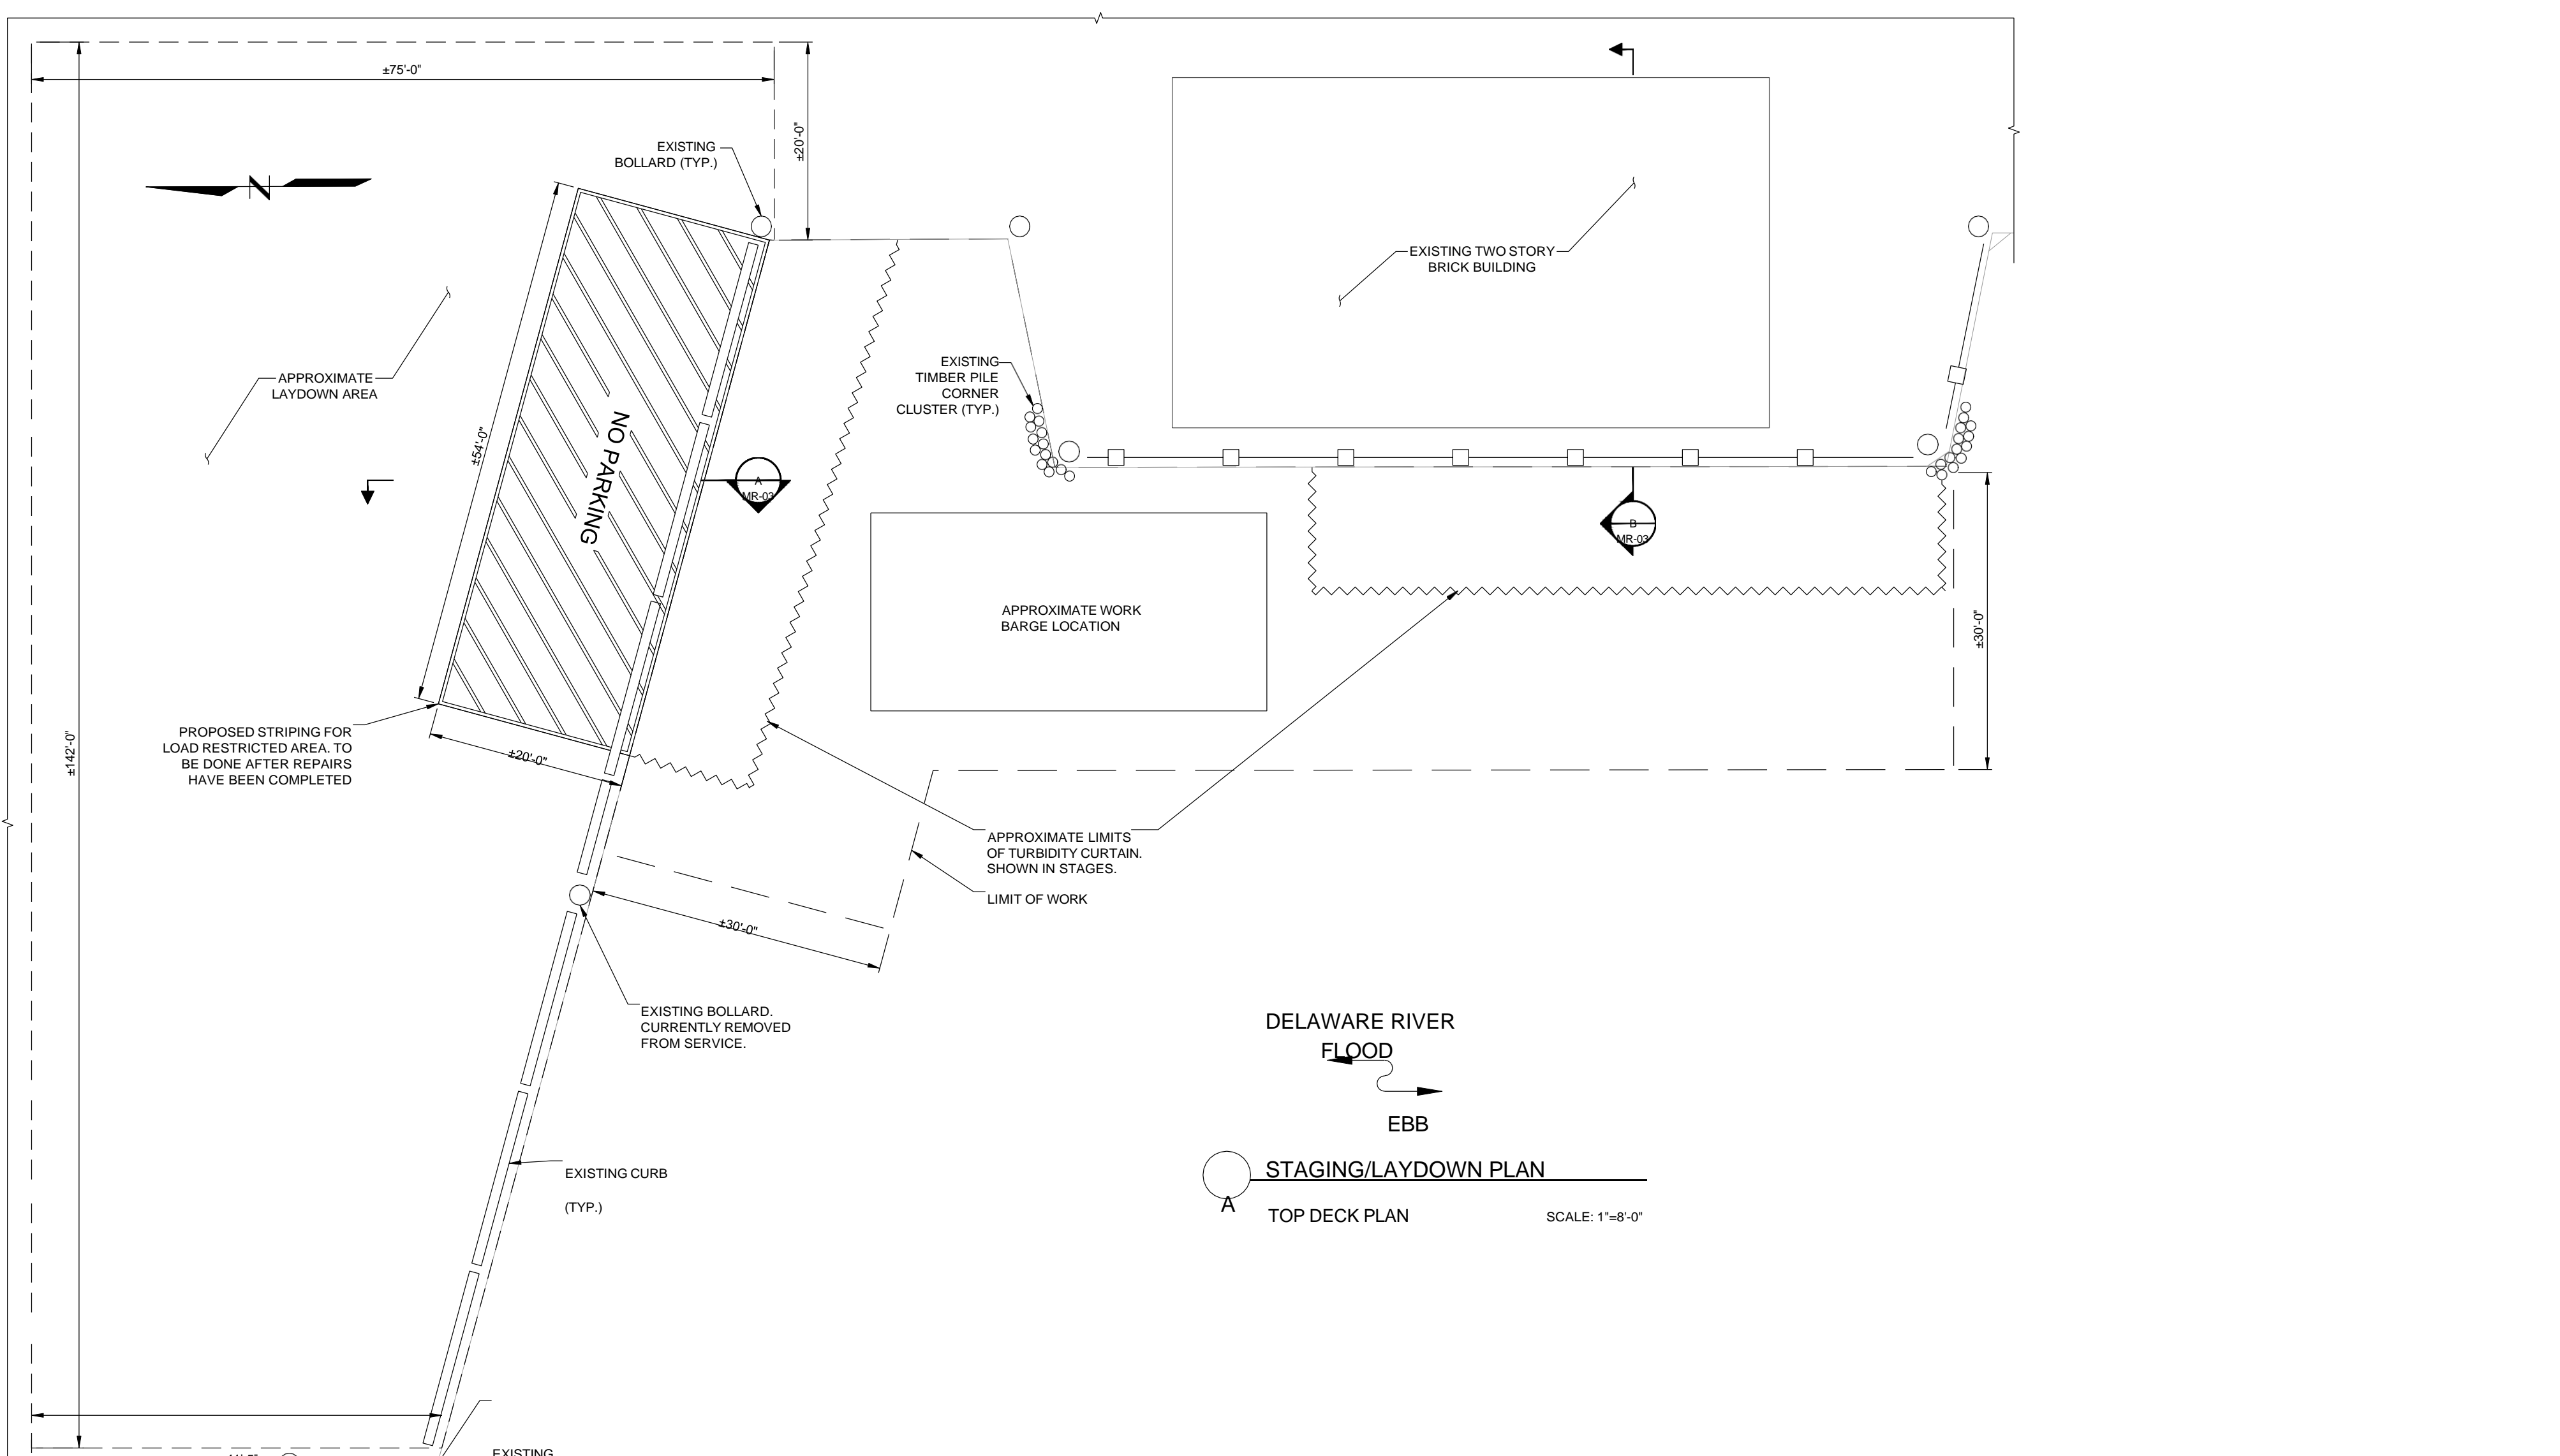 ±75'-0"
±20'-0"
EXISTING
BOLLARD (TYP.)
N
EXISTING TWO STORY
BRICK BUILDING
APPROXIMATE
LAYDOWN AREA
EXISTING
TIMBER PILE
CORNER
CLUSTER (TYP.)
±54'-0"
NO PARKING
A
MR-03
B
MR-03
APPROXIMATE WORK
BARGE LOCATION
±30'-0"
PROPOSED STRIPING FOR
LOAD RESTRICTED AREA. TO
BE DONE AFTER REPAIRS
HAVE BEEN COMPLETED
±142'-0"
±20'-0"
APPROXIMATE LIMITS
OF TURBIDITY CURTAIN.
SHOWN IN STAGES.
LIMIT OF WORK
±30'-0"
EXISTING BOLLARD.
CURRENTLY REMOVED
FROM SERVICE.
DELAWARE RIVER
FLOOD
EBB
EXISTING CURB
(TYP.)
STAGING/LAYDOWN PLAN
A
TOP DECK PLAN
SCALE: 1"=8'-0"
EXISTING